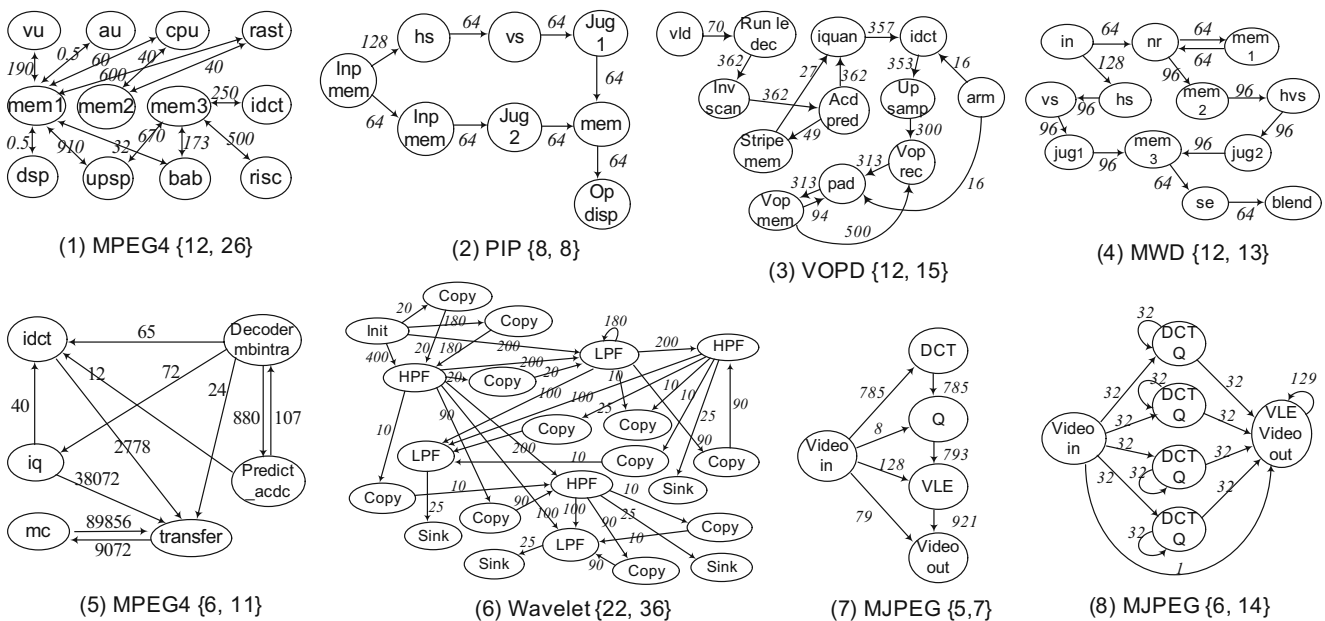 vu
au
cpu
rast
190
0.5
60
40
600
40
mem1
mem2
mem3
250
idct
0.5
910
32
670
173
500
dsp
upsp
bab
risc
(1) MPEG4 {12, 26}
Inp
mem
128
hs
64
vs
64
Jug
1
64
64
Inp
mem
64
Jug
2
64
mem
64
Op
disp
(2) PIP {8, 8}
vld
70
Run le
dec
iquan
357
idct
362
27
362
353
16
Inv
scan
362
Acd
pred
Up
samp
arm
49
300
Stripe
mem
Vop
rec
313
pad
313
16
Vop
mem
94
500
(3) VOPD {12, 15}
in
64
nr
64
64
mem
1
128
96
vs
96
hs
mem
2
96
hvs
96
96
jug1
96
mem
3
96
jug2
64
se
64
blend
(4) MWD {12, 13}
idct
65
Decoder
mbintra
12
72
24
40
880
107
2778
iq
38072
Predict
_acdc
mc
89856
9072
transfer
(5) MPEG4 {6, 11}
Init
20
Copy
180
Copy
180
400
20
180
200
LPF
200
HPF
HPF
200
20
Copy
20
10
100
100
10
90
25
25
90
10
Copy
Copy
LPF
200
10
Copy
90
Copy
Sink
Copy
10
HPF
10
25
Copy
90
100
100
90
25
10
Copy
Sink
25
LPF
Sink
90
Copy
Sink
(6) Wavelet {22, 36}
DCT
785
785
Q
Video
in
8
793
128
VLE
79
921
Video
out
(7) MJPEG {5,7}
32
DCT
Q
32
129
32
DCT
Q
32
32
VLE
Video
out
Video
in
32
DCT
Q
32
32
32
32
DCT
Q
32
32
1
(8) MJPEG {6, 14}